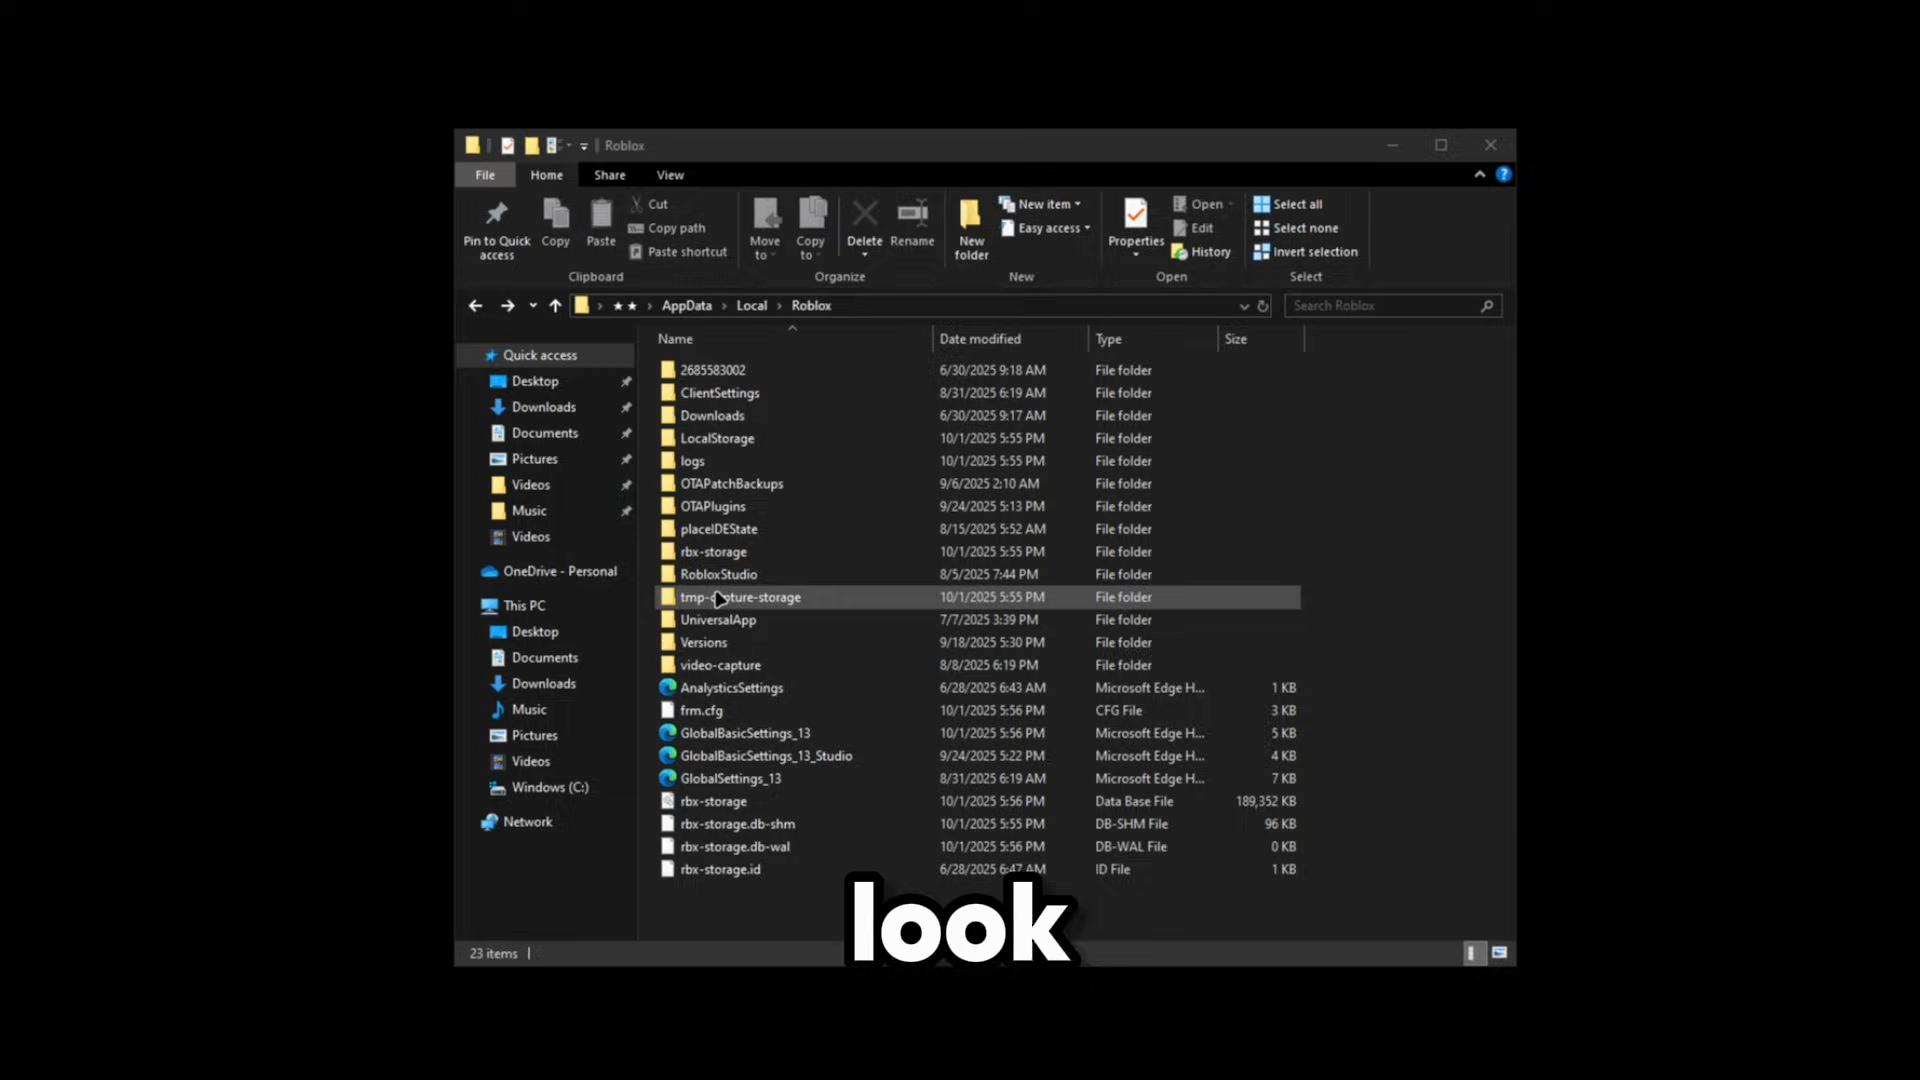 Roblox
File Home Share View
Pin to Quick access
Copy
Paste
Cut
Copy path
Paste shortcut
Clipboard
Move to
Copy to
Delete
Rename
Organize
New folder
New item
Easy access
New
Properties
Open
Edit
History
Open
Select all
Select none
Invert selection
Select
★★ › AppData › Local › Roblox
Search Roblox
Quick access
Desktop
Downloads
Documents
Pictures
Videos
Music
Videos
OneDrive - Personal
This PC
Desktop
Documents
Downloads
Music
Pictures
Videos
Windows (C:)
Network
Name Date modified Type Size
2685583002 6/30/2025 9:18 AM File folder
ClientSettings 8/31/2025 6:19 AM File folder
Downloads 6/30/2025 9:17 AM File folder
LocalStorage 10/1/2025 5:55 PM File folder
logs 10/1/2025 5:55 PM File folder
OTAPatchBackups 9/6/2025 2:10 AM File folder
OTAPlugins 9/24/2025 5:13 PM File folder
placeIDEState 8/15/2025 5:52 AM File folder
rbx-storage 10/1/2025 5:55 PM File folder
RobloxStudio 8/5/2025 7:44 PM File folder
tmp-capture-storage 10/1/2025 5:55 PM File folder
UniversalApp 7/7/2025 3:39 PM File folder
Versions 9/18/2025 5:30 PM File folder
video-capture 8/8/2025 6:19 PM File folder
AnalysticsSettings 6/28/2025 6:43 AM Microsoft Edge H... 1 KB
frm.cfg 10/1/2025 5:56 PM CFG File 3 KB
GlobalBasicSettings_13 10/1/2025 5:56 PM Microsoft Edge H... 5 KB
GlobalBasicSettings_13_Studio 9/24/2025 5:22 PM Microsoft Edge H... 4 KB
GlobalSettings_13 8/31/2025 6:19 AM Microsoft Edge H... 7 KB
rbx-storage 10/1/2025 5:56 PM Data Base File 189,352 KB
rbx-storage.db-shm 10/1/2025 5:55 PM DB-SHM File 96 KB
rbx-storage.db-wal 10/1/2025 5:56 PM DB-WAL File 0 KB
rbx-storage.id 6/28/2025 6:47 AM ID File 1 KB
look
23 items